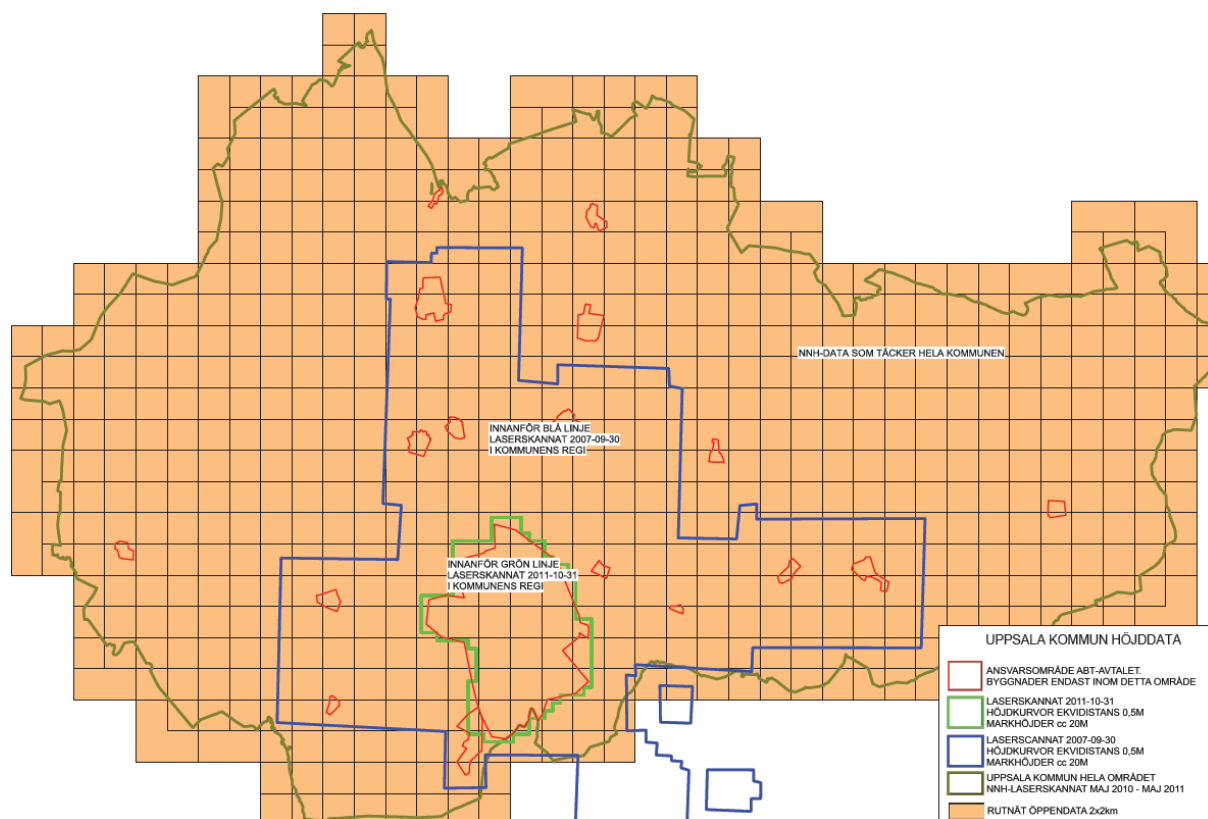 NNH-DATA SOM TÄCKER HELA KOMMUNEN
INNANFÖR BLÅ LINJE
LASERSKANNAT 2007-09-30
I KOMMUNENS REGI
INNANFÖR GRÖN LINJE
LASERSKANNAT 2011-10-31
I KOMMUNENS REGI
UPPSALA KOMMUN HÖJDDATA
ANSVARSOMRÅDE ABT-AVTALET.
BYGGNADER ENDAST INOM DETTA OMRÅDE
LASERSKANNAT 2011-10-31
HÖJDKURVOR EKVIDISTANS 0,5M
MARKHÖJDER cc 20M
LASERSCANNAT 2007-09-30
HÖJDKURVOR EKVIDISTANS 0,5M
MARKHÖJDER cc 20M
UPPSALA KOMMUN HELA OMRÅDET
NNH-LASERSKANNAT MAJ 2010 - MAJ 2011
RUTNÄT ÖPPENDATA 2x2km